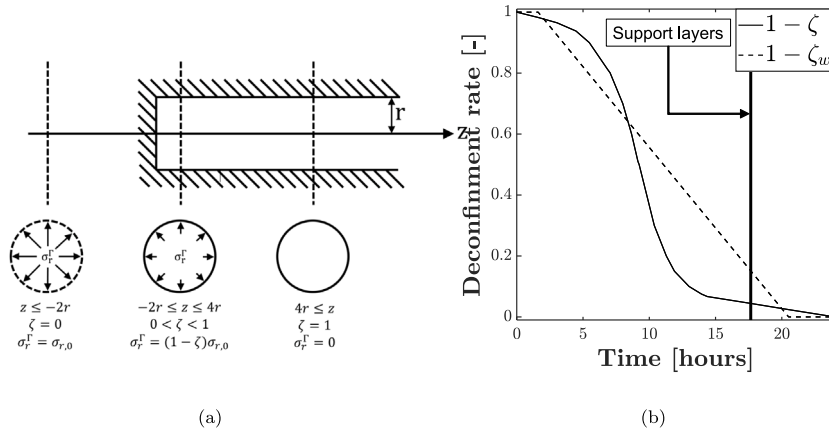 r
z
σ_r^Γ
σ_r^Γ
z ≤ −2r
ζ = 0
σ_r^Γ = σ_{r,0}
−2r ≤ z ≤ 4r
0 < ζ < 1
σ_r^Γ = (1 − ζ)σ_{r,0}
4r ≤ z
ζ = 1
σ_r^Γ = 0
(a)
Deconfinment rate [-]
1
0.8
0.6
0.4
0.2
0
Support layers
1 − ζ
1 − ζ_w
0 5 10 15 20
Time [hours]
(b)